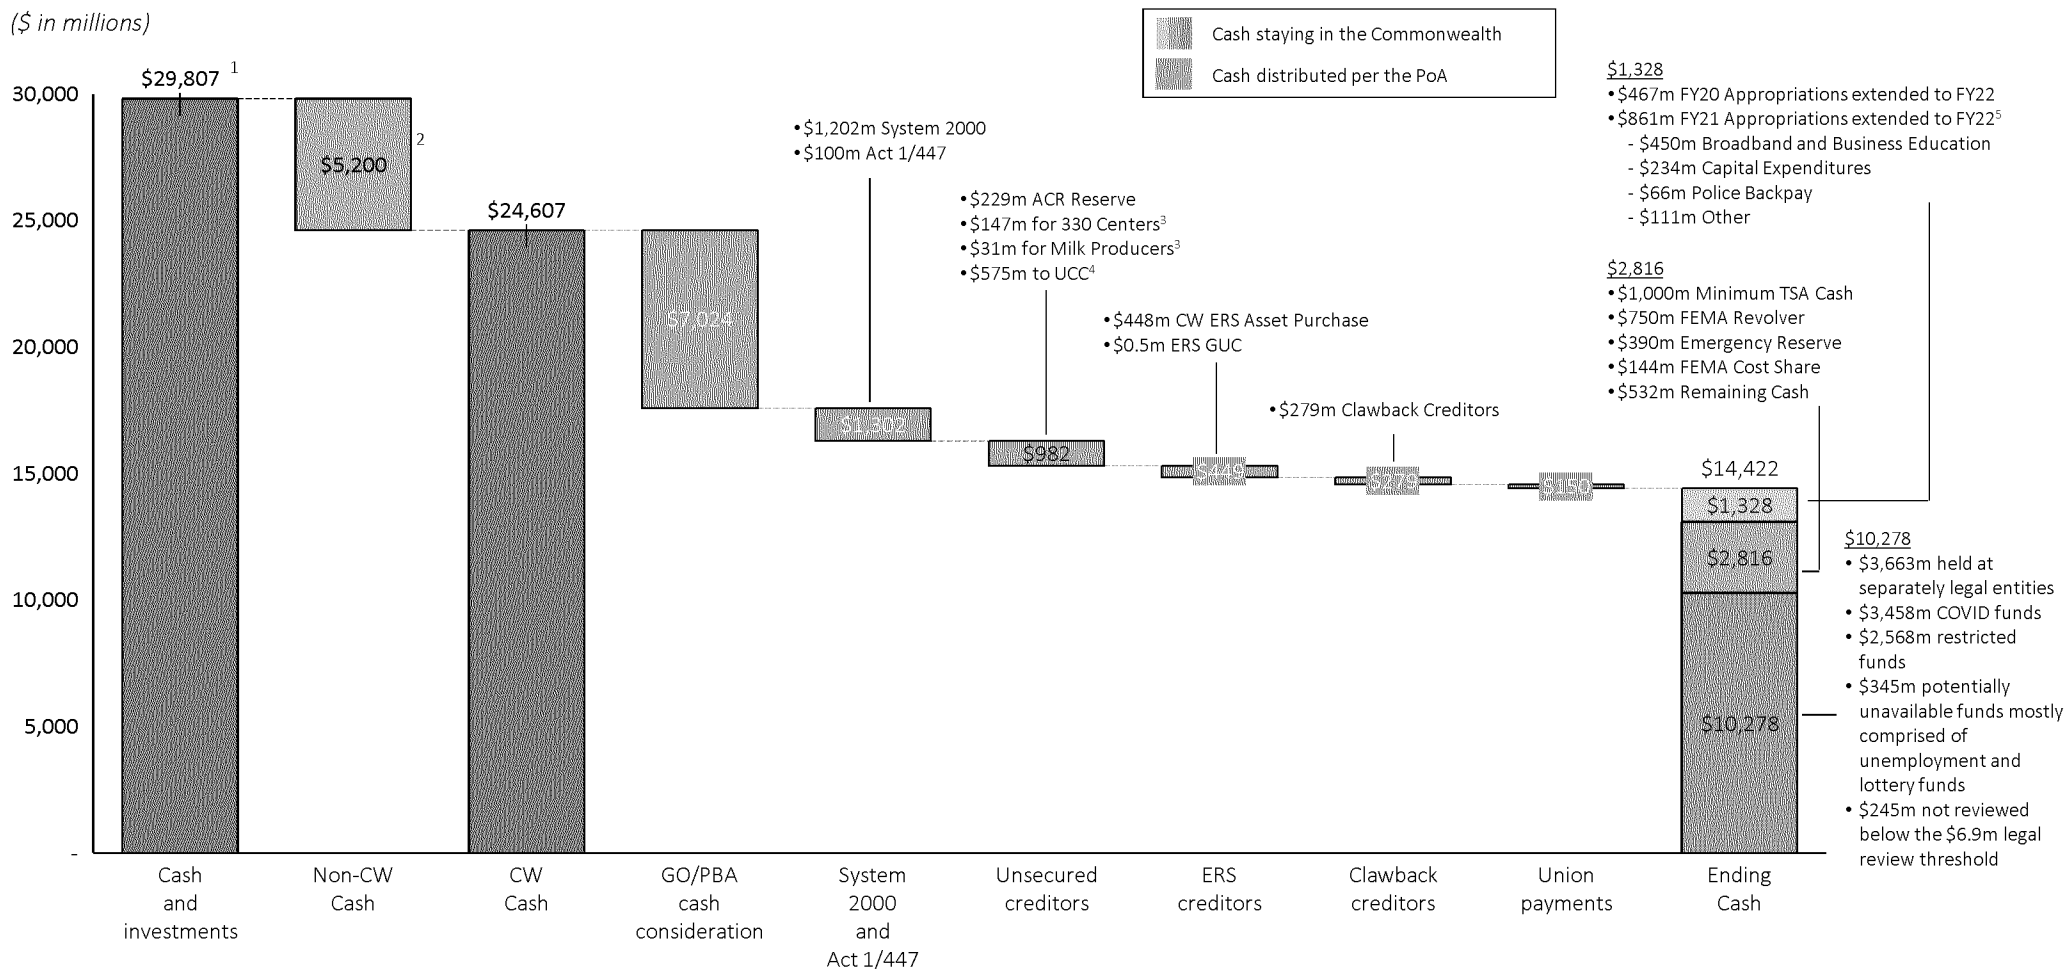 ($ in millions)
Cash staying in the Commonwealth
Cash distributed per the PoA
30,000
25,000
20,000
15,000
10,000
5,000
-
$29,807 1
$5,200 2
$24,607
$7,024
$1,302
$982
$449
$279
$150
$14,422
$1,328
$2,816
$10,278
•$1,202m System 2000
•$100m Act 1/447
•$229m ACR Reserve
•$147m for 330 Centers3
•$31m for Milk Producers3
•$575m to UCC4
•$448m CW ERS Asset Purchase
•$0.5m ERS GUC
•$279m Clawback Creditors
$1,328
•$467m FY20 Appropriations extended to FY22
•$861m FY21 Appropriations extended to FY225
- $450m Broadband and Business Education
- $234m Capital Expenditures
- $66m Police Backpay
- $111m Other
$2,816
•$1,000m Minimum TSA Cash
•$750m FEMA Revolver
•$390m Emergency Reserve
•$144m FEMA Cost Share
•$532m Remaining Cash
$10,278
• $3,663m held at
separately legal entities
• $3,458m COVID funds
• $2,568m restricted
funds
• $345m potentially
unavailable funds mostly
comprised of
unemployment and
lottery funds
• $245m not reviewed
below the $6.9m legal
review threshold
Cash
and
investments
Non-CW
Cash
CW
Cash
GO/PBA
cash
consideration
System
2000
and
Act 1/447
Unsecured
creditors
ERS
creditors
Clawback
creditors
Union
payments
Ending
Cash